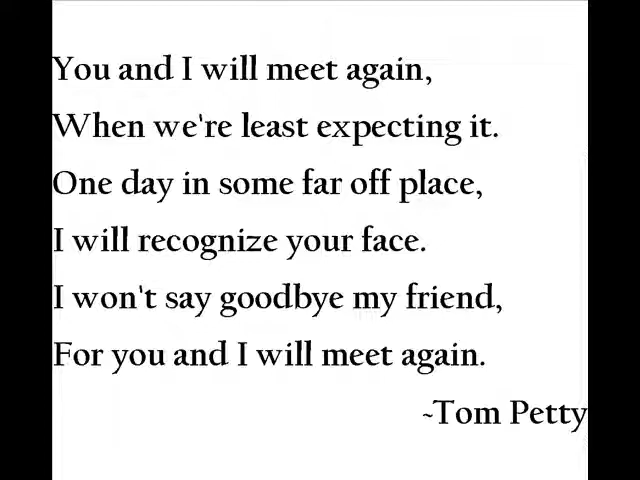 You and I will meet again,
When we're least expecting it.
One day in some far off place,
I will recognize your face.
I won't say goodbye my friend,
For you and I will meet again.
~Tom Petty